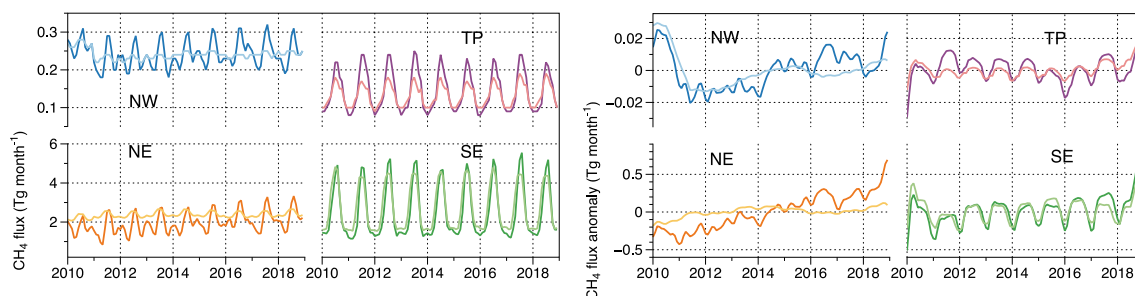 0.3
0.2
0.1
NW
TP
6
4
2
NE
SE
CH₄ flux (Tg month⁻¹)
2010 2012 2014 2016 2018 2010 2012 2014 2016 2018
0.02
0
−0.02
NW
TP
0.5
0
−0.5
NE
SE
CH₄ flux anomaly (Tg month⁻¹)
2010 2012 2014 2016 2018 2010 2012 2014 2016 2018